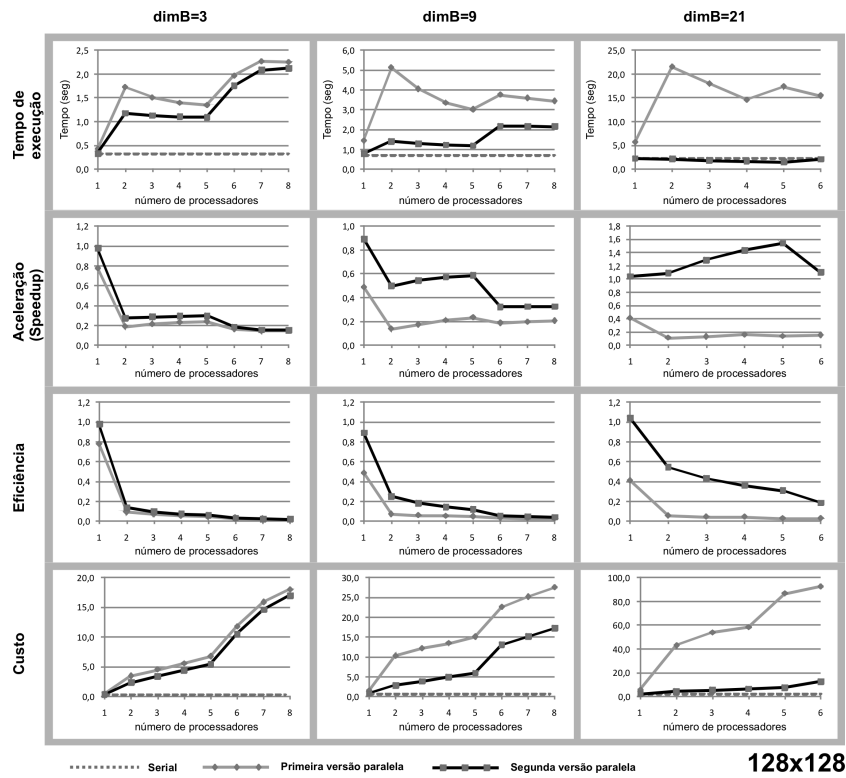 dimB=3
dimB=9
dimB=21
Tempo de
execução
Tempo (seg)
2,5
2,0
1,5
1,0
0,5
0,0
1 2 3 4 5 6 7 8
número de processadores
Tempo (seg)
6,0
5,0
4,0
3,0
2,0
1,0
0,0
1 2 3 4 5 6 7 8
número de processadores
Tempo (seg)
25,0
20,0
15,0
10,0
5,0
0,0
1 2 3 4 5 6
número de processadores
Aceleração
(Speedup)
1,2
1,0
0,8
0,6
0,4
0,2
0,0
1 2 3 4 5 6 7 8
número de processadores
1,0
0,8
0,6
0,4
0,2
0,0
1 2 3 4 5 6 7 8
número de processadores
1,8
1,6
1,4
1,2
1,0
0,8
0,6
0,4
0,2
0,0
1 2 3 4 5 6
número de processadores
Eficiência
1,2
1,0
0,8
0,6
0,4
0,2
0,0
1 2 3 4 5 6 7 8
número de processadores
1,2
1,0
0,8
0,6
0,4
0,2
0,0
1 2 3 4 5 6 7 8
número de processadores
1,2
1,0
0,8
0,6
0,4
0,2
0,0
1 2 3 4 5 6
número de processadores
Custo
20,0
15,0
10,0
5,0
0,0
1 2 3 4 5 6 7 8
número de processadores
30,0
25,0
20,0
15,0
10,0
5,0
0,0
1 2 3 4 5 6 7 8
número de processadores
100,0
80,0
60,0
40,0
20,0
0,0
1 2 3 4 5 6
número de processadores
Serial
Primeira versão paralela
Segunda versão paralela
128x128